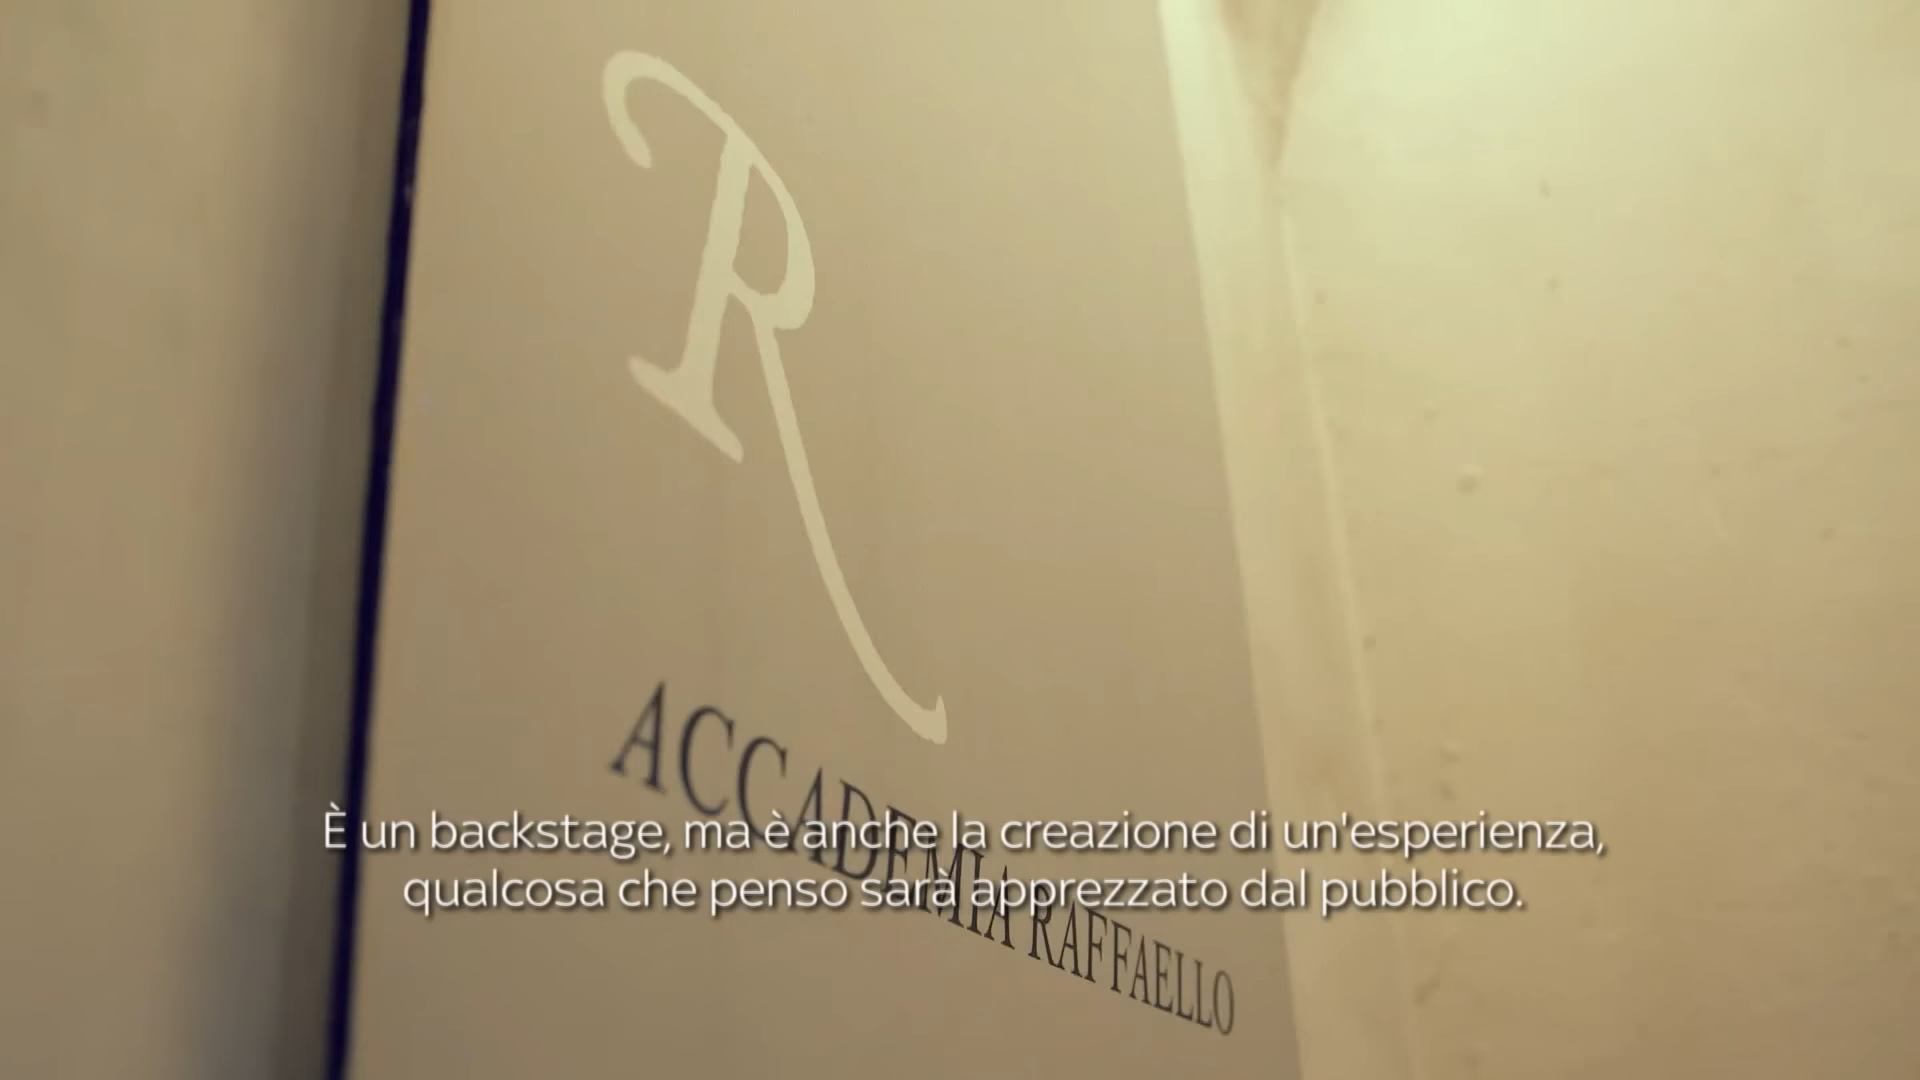 R
ACCADEMIA RAFFAELLO
È un backstage, ma è anche la creazione di un'esperienza,
qualcosa che penso sarà apprezzato dal pubblico.